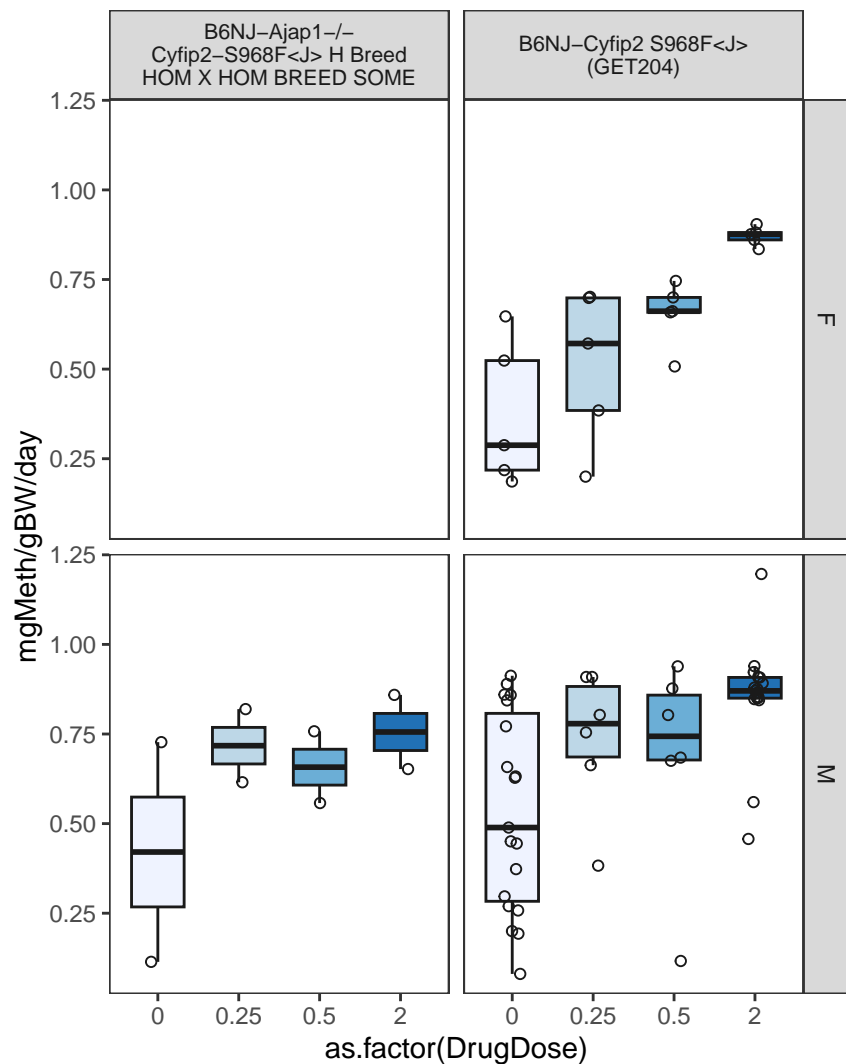 B6NJ−Ajap1−/−
Cyfip2−S968F<J> H Breed
HOM X HOM BREED SOME
B6NJ−Cyfip2 S968F<J>
(GET204)
1.25
1.00
0.75
0.50
0.25
F
1.25
1.00
0.75
0.50
0.25
M
mgMeth/gBW/day
0 0.25 0.5 2
0 0.25 0.5 2
as.factor(DrugDose)